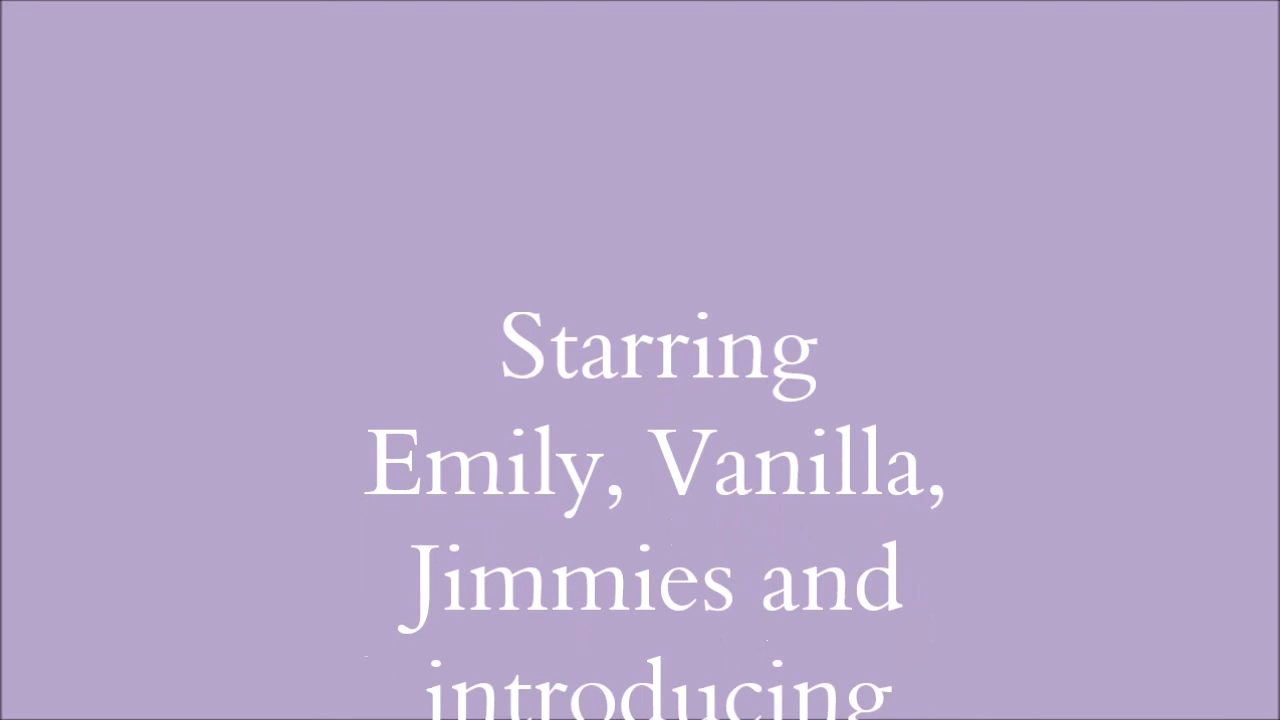 Starring
Emily, Vanilla,
Jimmies and
introducing